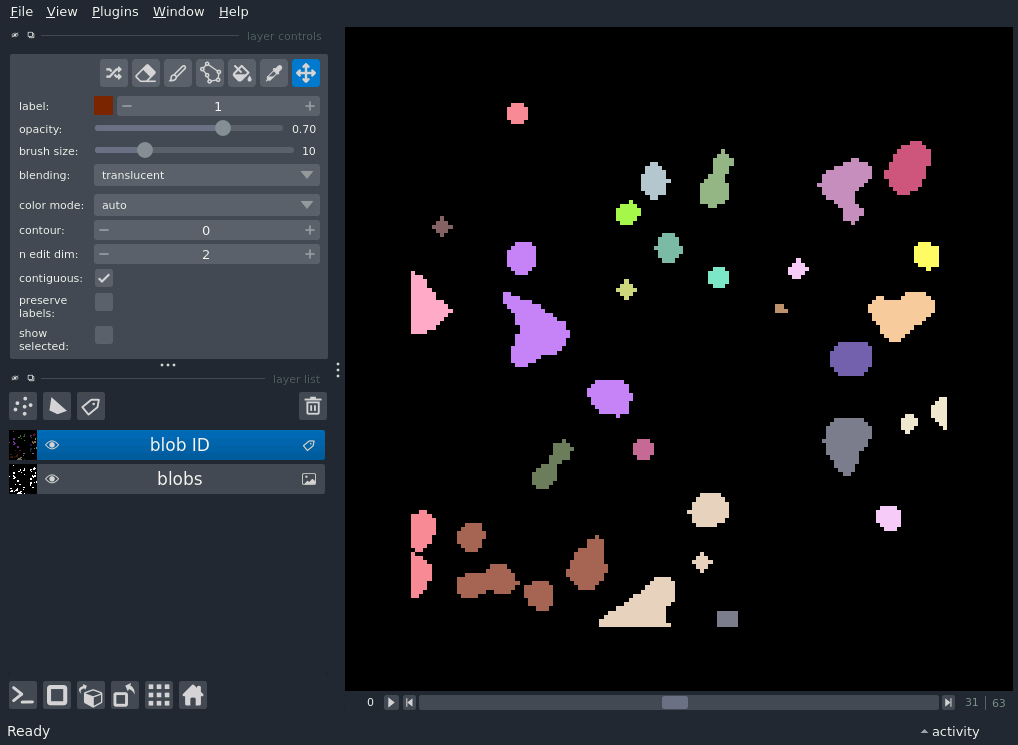 File View Plugins Window Help
layer controls
label: 1
opacity: 0.70
brush size: 10
blending: translucent
color mode: auto
contour: 0
n edit dim: 2
contiguous:
preserve
labels:
show
selected:
layer list
blob ID
blobs
0 31 | 63
Ready activity